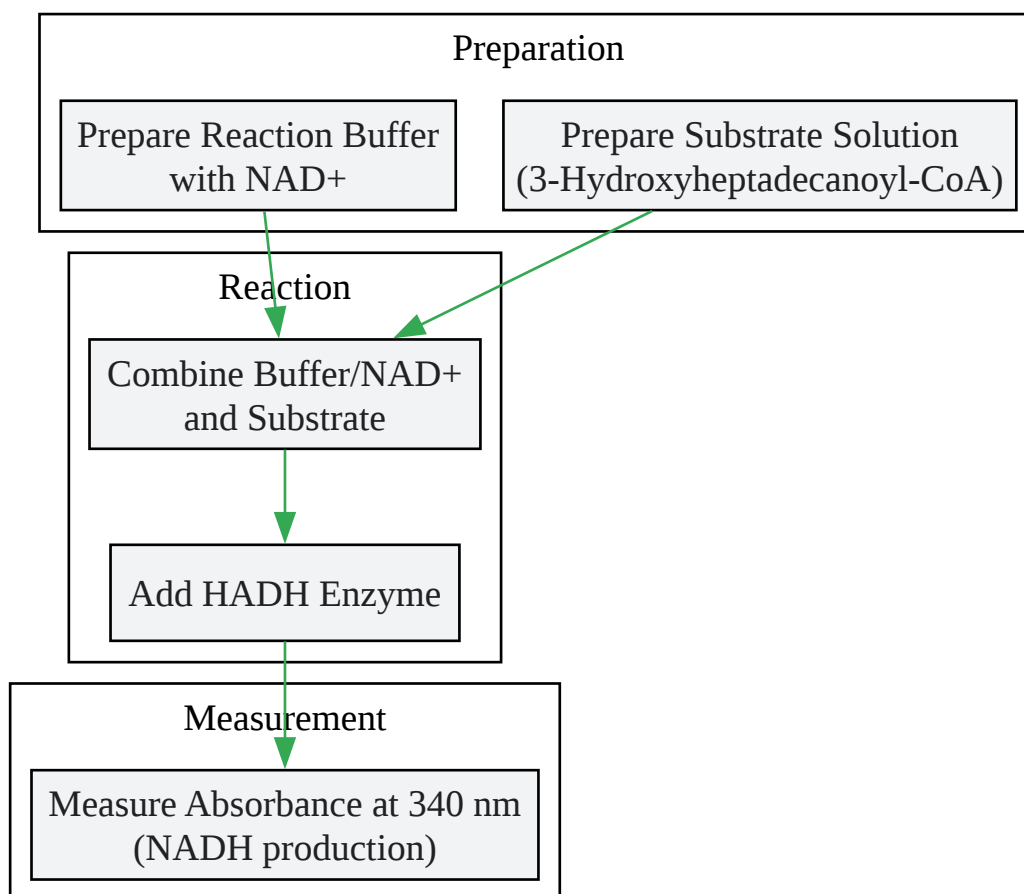 Preparation
Prepare Reaction Buffer
with NAD+
Prepare Substrate Solution
(3-Hydroxyheptadecanoyl-CoA)
Reaction
Combine Buffer/NAD+
and Substrate
Add HADH Enzyme
Measurement
Measure Absorbance at 340 nm
(NADH production)